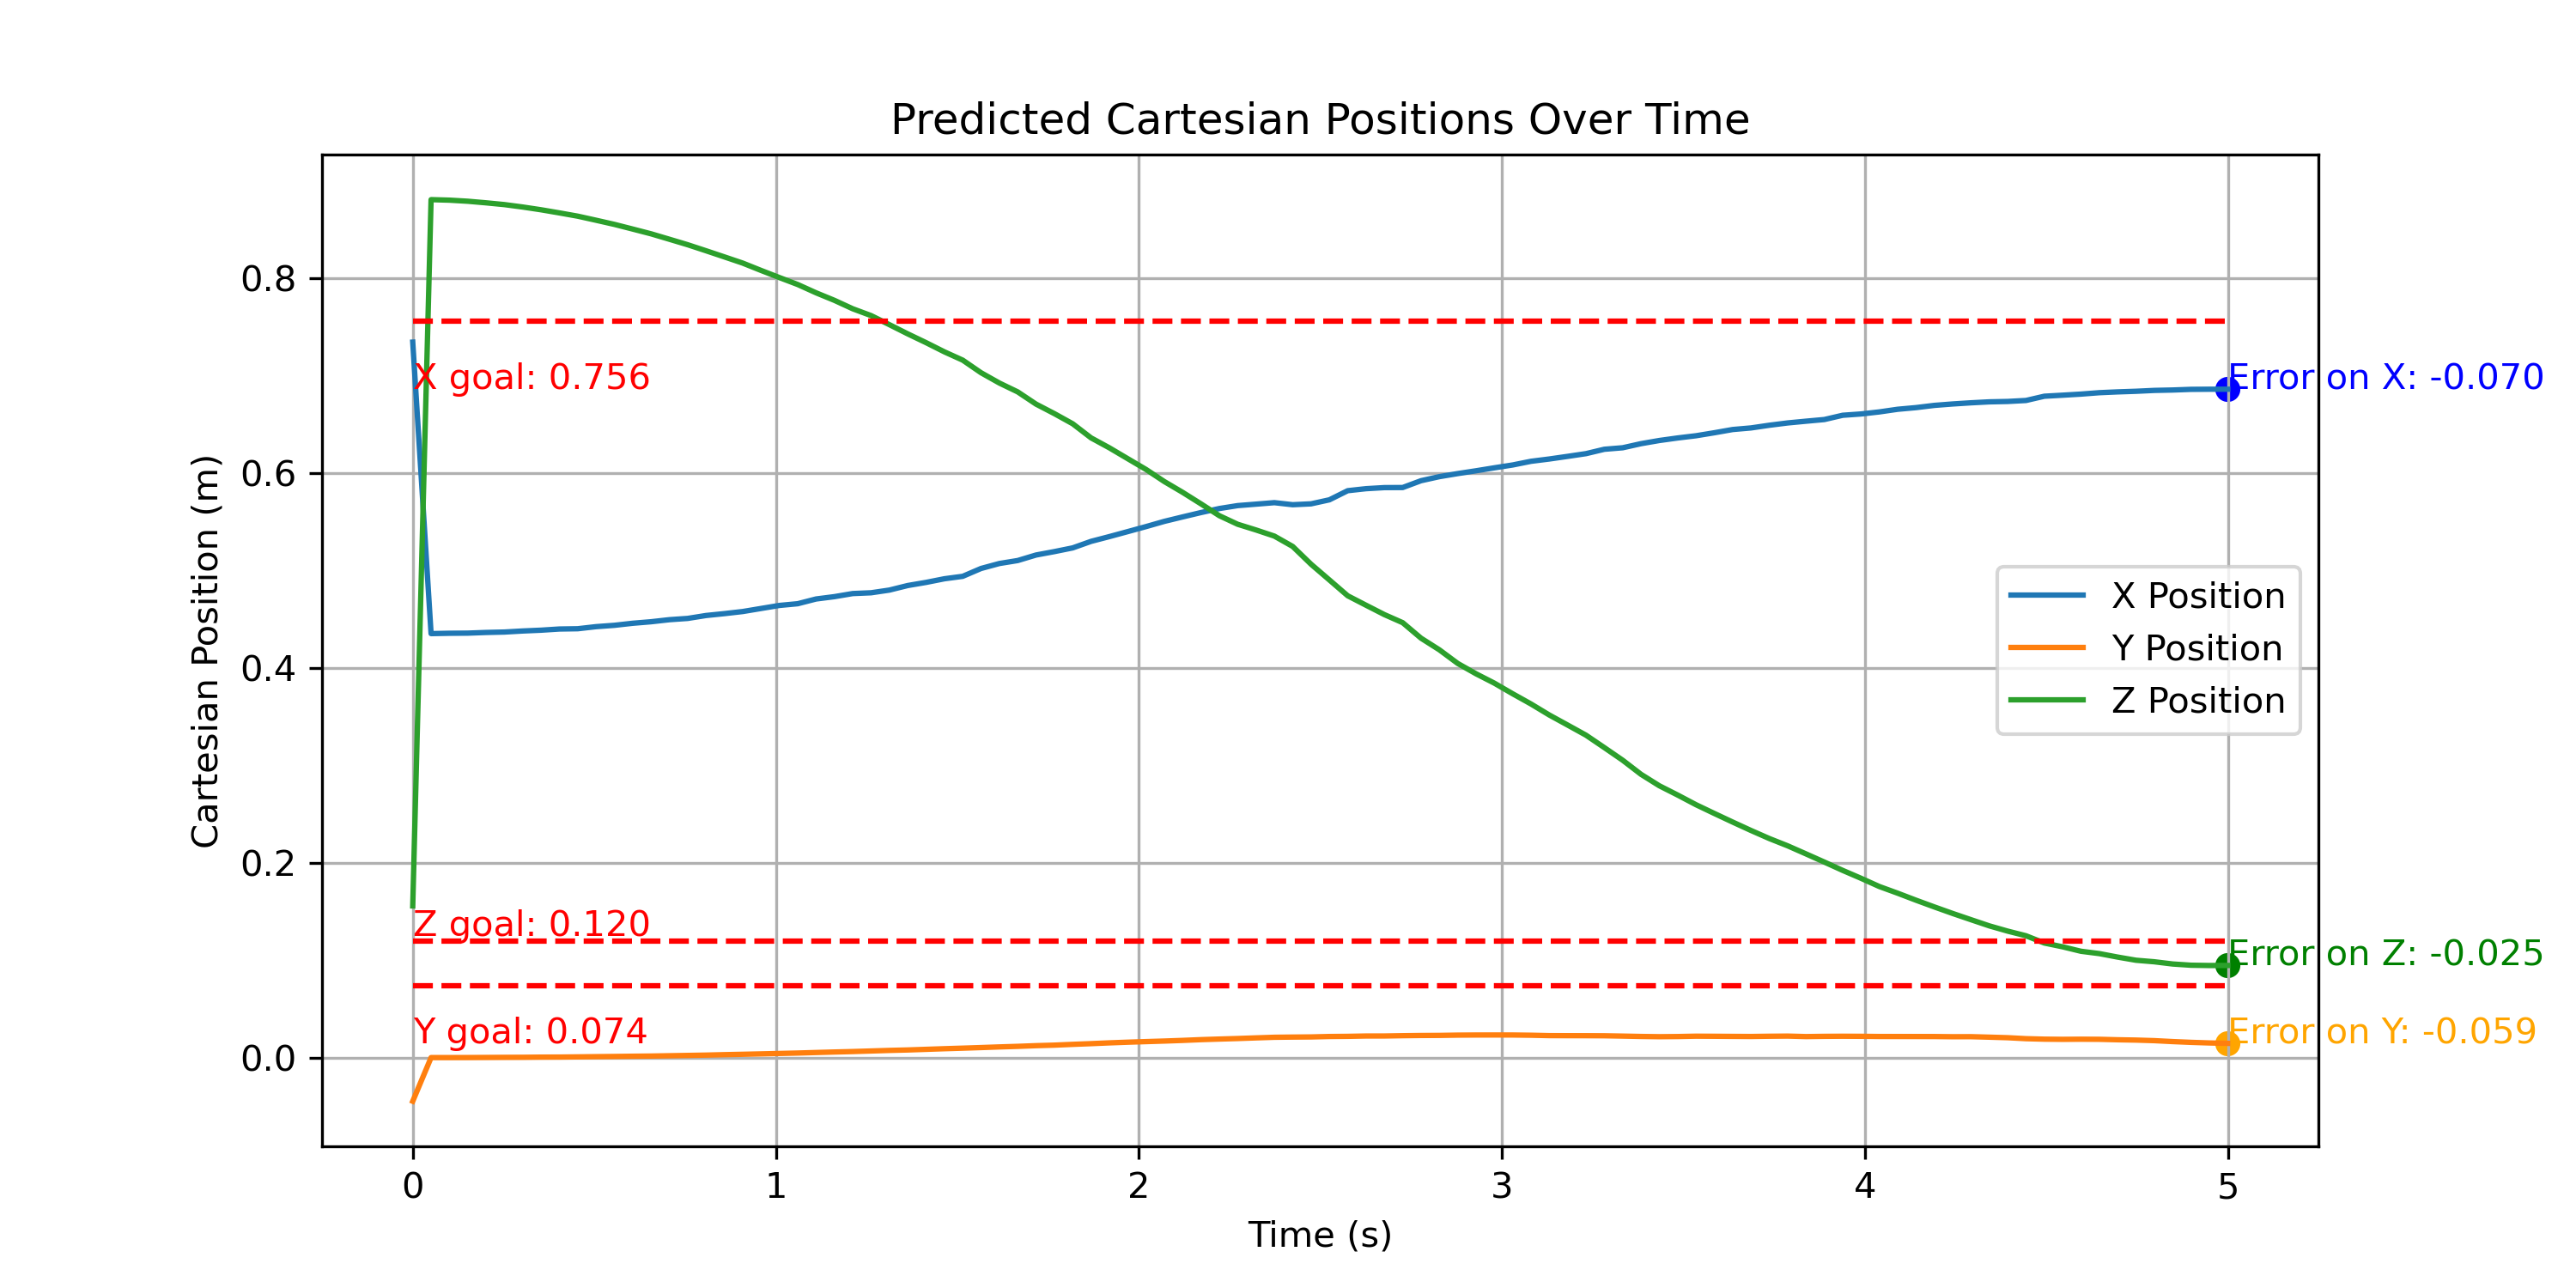 Predicted Cartesian Positions Over Time
Cartesian Position (m)
0.8
0.6
0.4
0.2
0.0
X goal: 0.756
Error on X: -0.070
X Position
Y Position
Z Position
Z goal: 0.120
Error on Z: -0.025
Y goal: 0.074
Error on Y: -0.059
0 1 2 3 4 5
Time (s)